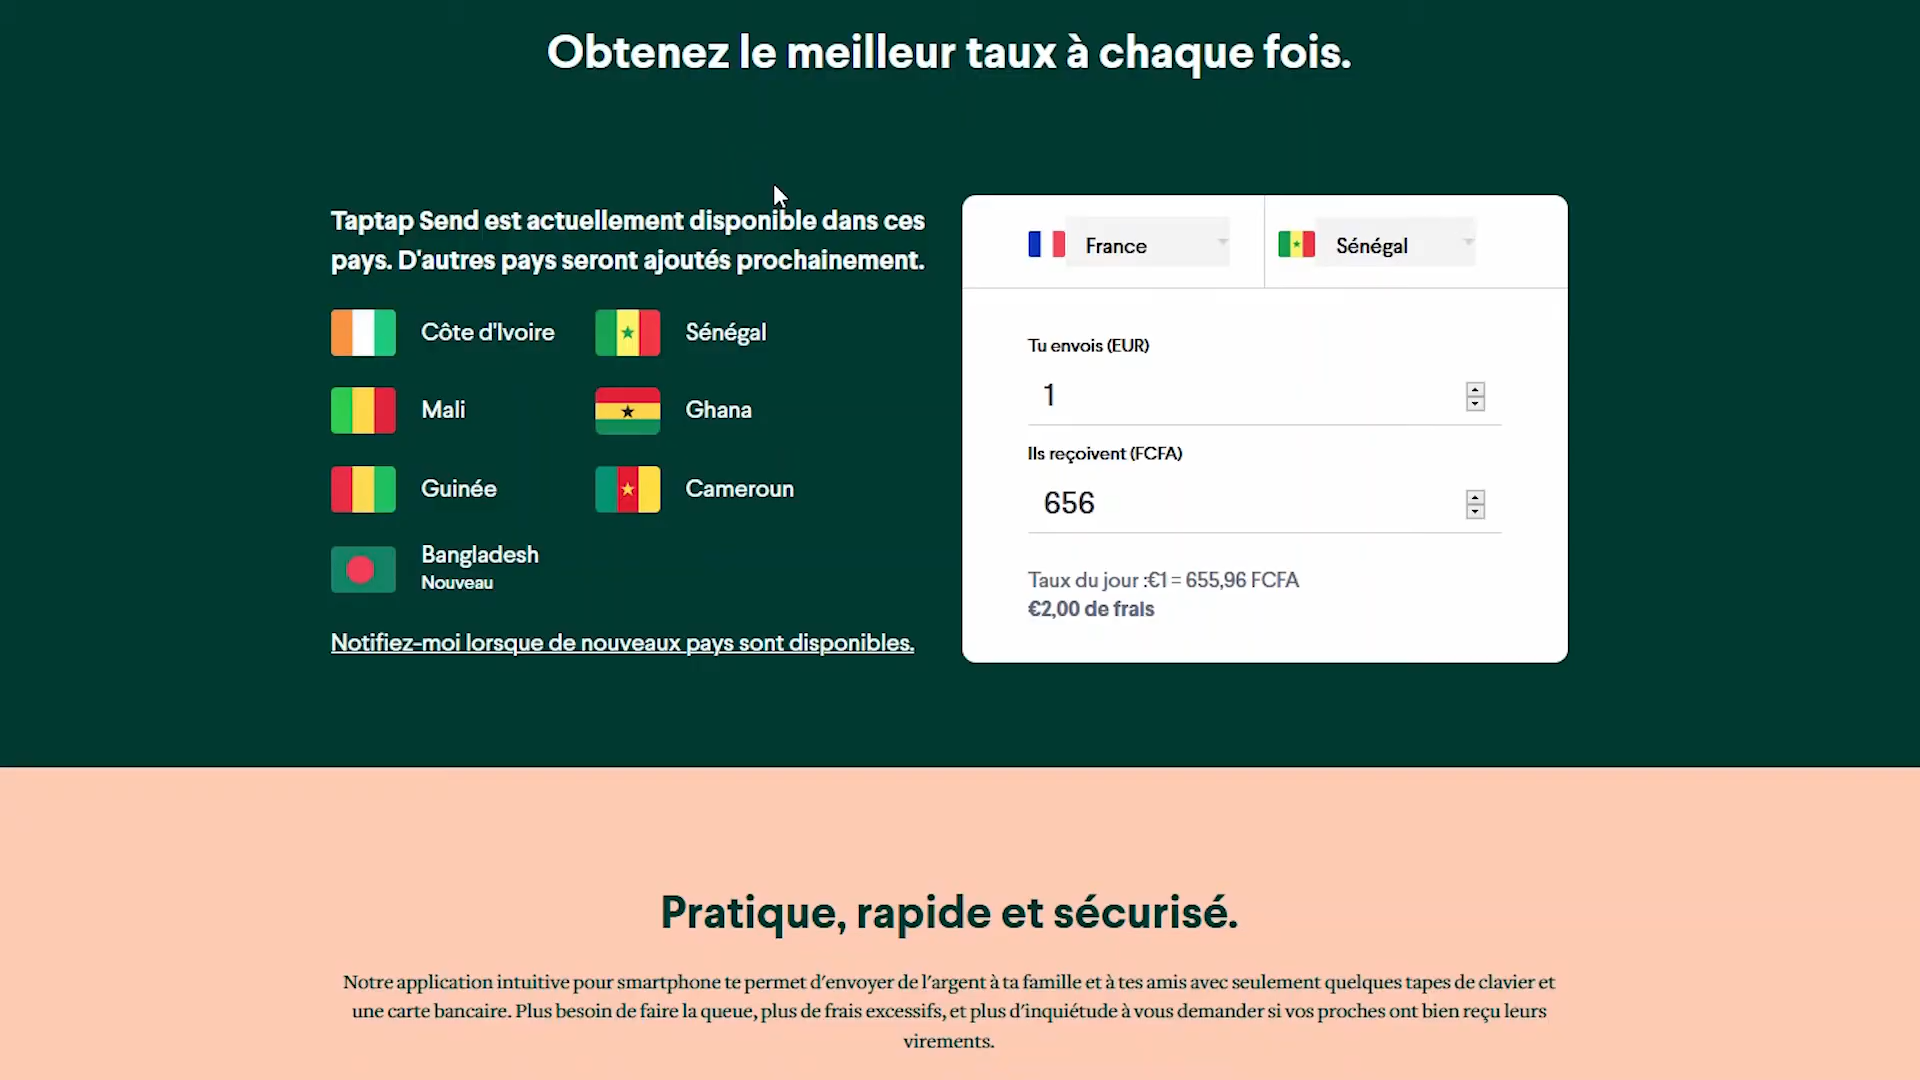 Obtenez le meilleur taux à chaque fois.
Taptap Send est actuellement disponible dans ces
pays. D'autres pays seront ajoutés prochainement.
Côte d'Ivoire
Sénégal
Mali
Ghana
Guinée
Cameroun
Bangladesh
Nouveau
Notifiez-moi lorsque de nouveaux pays sont disponibles.
France
Sénégal
Tu envois (EUR)
1
Ils reçoivent (FCFA)
656
Taux du jour :€1 = 655,96 FCFA
€2,00 de frais
Pratique, rapide et sécurisé.
Notre application intuitive pour smartphone te permet d'envoyer de l'argent à ta famille et à tes amis avec seulement quelques tapes de clavier et
une carte bancaire. Plus besoin de faire la queue, plus de frais excessifs, et plus d'inquiétude à vous demander si vos proches ont bien reçu leurs
virements.